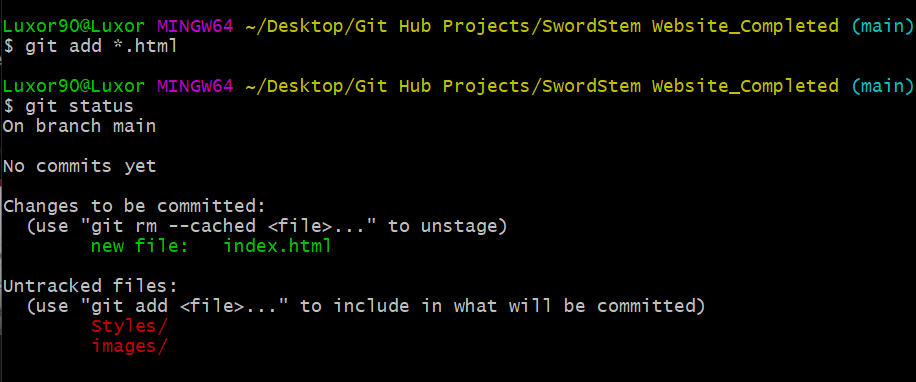 Luxor90@Luxor MINGW64 ~/Desktop/Git Hub Projects/SwordStem Website_Completed (main)
$ git add *.html
Luxor90@Luxor MINGW64 ~/Desktop/Git Hub Projects/SwordStem Website_Completed (main)
$ git status
On branch main
No commits yet
Changes to be committed:
  (use "git rm --cached <file>..." to unstage)
        new file:   index.html
Untracked files:
  (use "git add <file>..." to include in what will be committed)
        Styles/
        images/